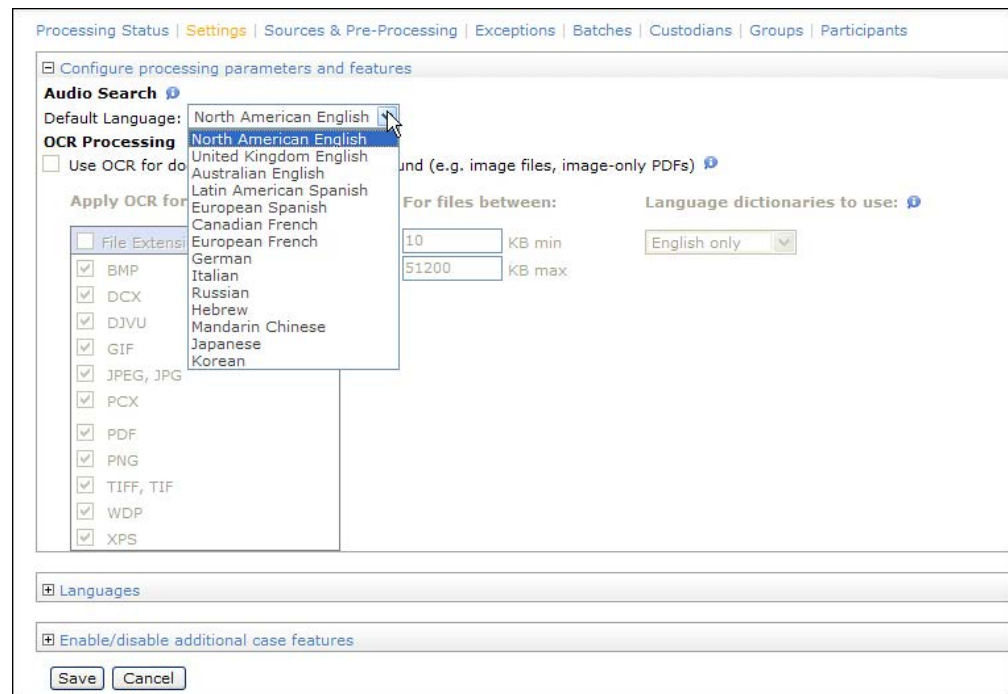 Processing Status | Settings | Sources & Pre-Processing | Exceptions | Batches | Custodians | Groups | Participants
Configure processing parameters and features
Audio Search
Default Language: North American English
North American English
United Kingdom English
Australian English
Latin American Spanish
European Spanish
Canadian French
European French
German
Italian
Russian
Hebrew
Mandarin Chinese
Japanese
Korean
OCR Processing
Use OCR for (e.g. image files, image-only PDFs)
Apply OCR for
For files between:
Language dictionaries to use:
File
10 KB min
51200 KB max
English only
BMP
DCX
DJVU
GIF
JPEG, JPG
PCX
PDF
PNG
TIFF, TIF
WDP
XPS
Languages
Enable/disable additional case features
Save Cancel